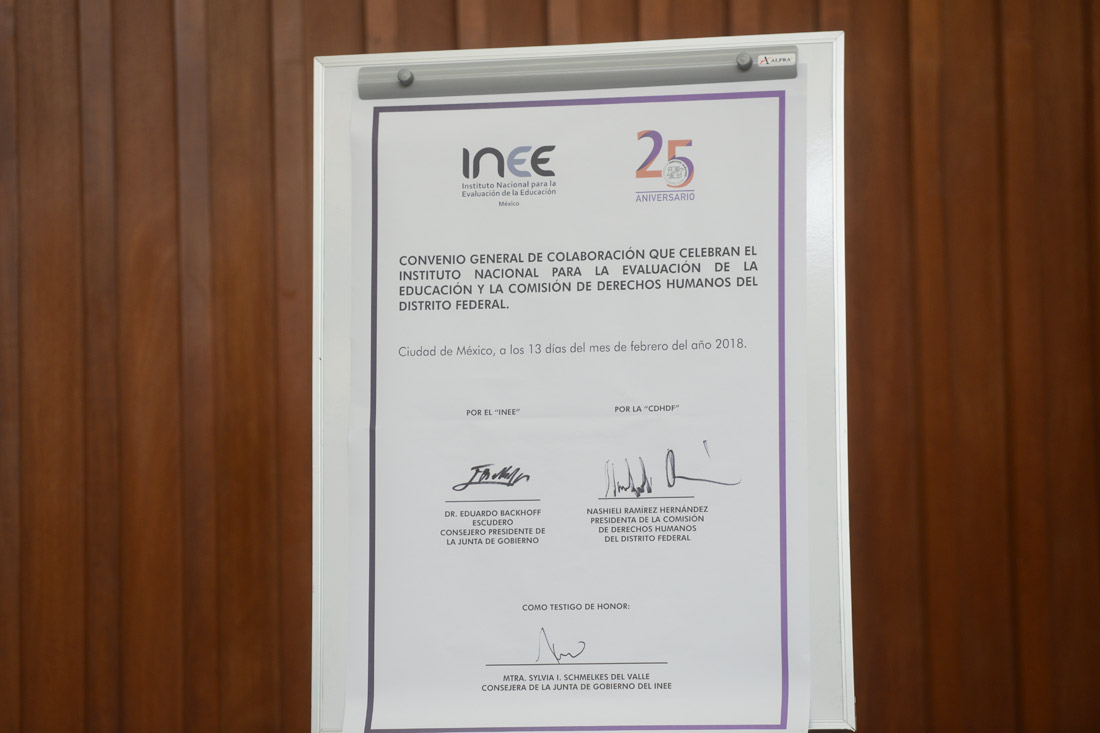 ALPHA
INEE
Instituto Nacional para la
Evaluación de la Educación
México
25
ANIVERSARIO
CONVENIO GENERAL DE COLABORACIÓN QUE CELEBRAN EL
INSTITUTO NACIONAL PARA LA EVALUACIÓN DE LA
EDUCACIÓN Y LA COMISIÓN DE DERECHOS HUMANOS DEL
DISTRITO FEDERAL.
Ciudad de México, a los 13 días del mes de febrero del año 2018.
POR EL "INEE"
POR LA "CDHDF"
DR. EDUARDO BACKHOFF
ESCUDERO
CONSEJERO PRESIDENTE DE
LA JUNTA DE GOBIERNO
NASHIELI RAMÍREZ HERNÁNDEZ
PRESIDENTA DE LA COMISIÓN
DE DERECHOS HUMANOS
DEL DISTRITO FEDERAL
COMO TESTIGO DE HONOR:
MTRA. SYLVIA I. SCHMELKES DEL VALLE
CONSEJERA DE LA JUNTA DE GOBIERNO DEL INEE